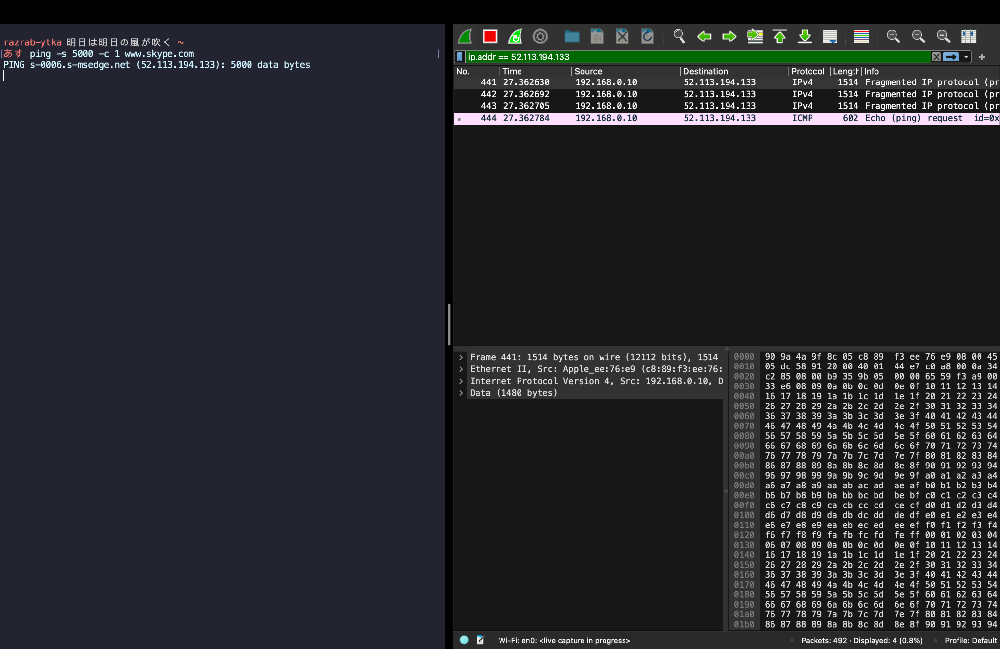 razrab-ytka 明日は明日の風が吹く ~
[あす ping -s 5000 -c 1 www.skype.com ]
PING s-0006.s-msedge.net (52.113.194.133): 5000 data bytes
ip.addr == 52.113.194.133
No. Time Source Destination Protocol Length Info
441 27.362630 192.168.0.10 52.113.194.133 IPv4 1514 Fragmented IP protocol (pr
442 27.362692 192.168.0.10 52.113.194.133 IPv4 1514 Fragmented IP protocol (pr
443 27.362705 192.168.0.10 52.113.194.133 IPv4 1514 Fragmented IP protocol (pr
444 27.362784 192.168.0.10 52.113.194.133 ICMP 602 Echo (ping) request id=0x
Frame 441: 1514 bytes on wire (12112 bits), 1514
Ethernet II, Src: Apple_ee:76:e9 (c8:89:f3:ee:76:
Internet Protocol Version 4, Src: 192.168.0.10, D
Data (1480 bytes)
0000 90 9a 4a 9f 8c 05 c8 89 f3 ee 76 e9 08 00 45
0010 05 dc 58 91 20 00 40 01 44 e7 c0 a8 00 0a 34
0020 c2 85 08 00 b9 35 9b 05 00 00 65 59 f3 a9 00
0030 33 e6 08 09 0a 0b 0c 0d 0e 0f 10 11 12 13 14
0040 16 17 18 19 1a 1b 1c 1d 1e 1f 20 21 22 23 24
0050 26 27 28 29 2a 2b 2c 2d 2e 2f 30 31 32 33 34
0060 36 37 38 39 3a 3b 3c 3d 3e 3f 40 41 42 43 44
0070 46 47 48 49 4a 4b 4c 4d 4e 4f 50 51 52 53 54
0080 56 57 58 59 5a 5b 5c 5d 5e 5f 60 61 62 63 64
0090 66 67 68 69 6a 6b 6c 6d 6e 6f 70 71 72 73 74
00a0 76 77 78 79 7a 7b 7c 7d 7e 7f 80 81 82 83 84
00b0 86 87 88 89 8a 8b 8c 8d 8e 8f 90 91 92 93 94
00c0 96 97 98 99 9a 9b 9c 9d 9e 9f a0 a1 a2 a3 a4
00d0 a6 a7 a8 a9 aa ab ac ad ae af b0 b1 b2 b3 b4
00e0 b6 b7 b8 b9 ba bb bc bd be bf c0 c1 c2 c3 c4
00f0 c6 c7 c8 c9 ca cb cc cd ce cf d0 d1 d2 d3 d4
0100 d6 d7 d8 d9 da db dc dd de df e0 e1 e2 e3 e4
0110 e6 e7 e8 e9 ea eb ec ed ee ef f0 f1 f2 f3 f4
0120 f6 f7 f8 f9 fa fb fc fd fe ff 00 01 02 03 04
0130 06 07 08 09 0a 0b 0c 0d 0e 0f 10 11 12 13 14
0140 16 17 18 19 1a 1b 1c 1d 1e 1f 20 21 22 23 24
0150 26 27 28 29 2a 2b 2c 2d 2e 2f 30 31 32 33 34
0160 36 37 38 39 3a 3b 3c 3d 3e 3f 40 41 42 43 44
0170 46 47 48 49 4a 4b 4c 4d 4e 4f 50 51 52 53 54
0180 56 57 58 59 5a 5b 5c 5d 5e 5f 60 61 62 63 64
0190 66 67 68 69 6a 6b 6c 6d 6e 6f 70 71 72 73 74
01a0 76 77 78 79 7a 7b 7c 7d 7e 7f 80 81 82 83 84
01b0 86 87 88 89 8a 8b 8c 8d 8e 8f 90 91 92 93 94
Wi-Fi: en0: <live capture in progress> Packets: 492 · Displayed: 4 (0.8%) Profile: Default